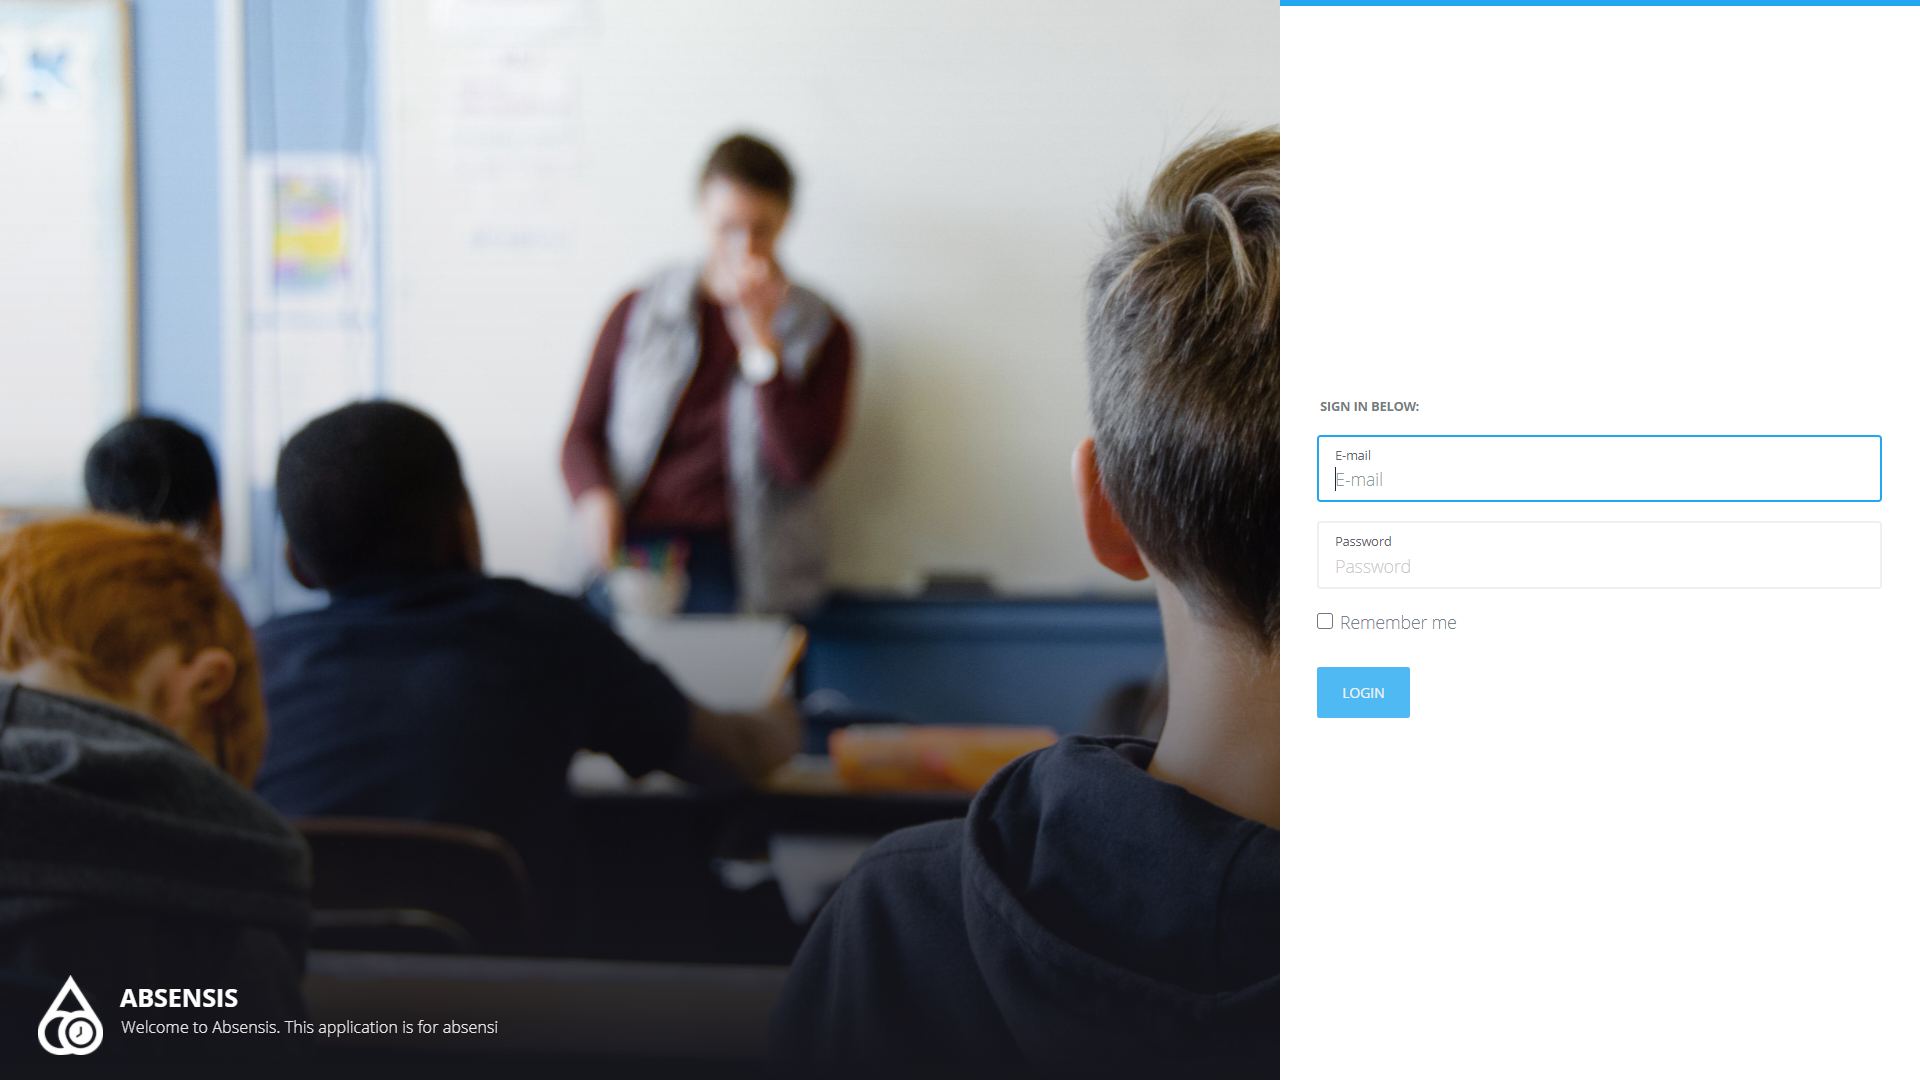 SIGN IN BELOW:
E-mail
E-mail
Password
Password
Remember me
LOGIN
ABSENSIS
Welcome to Absensis. This application is for absensi